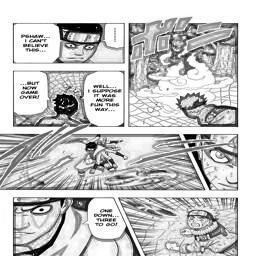 PSHAW...
I CAN'T
BELIEVE
THIS...
..........
WELL...
...I SUPPOSE
IT WAS
MORE
FUN THIS
WAY...
...BUT
NOW
GAME
OVER!
ONE
DOWN...
THREE
TO GO!